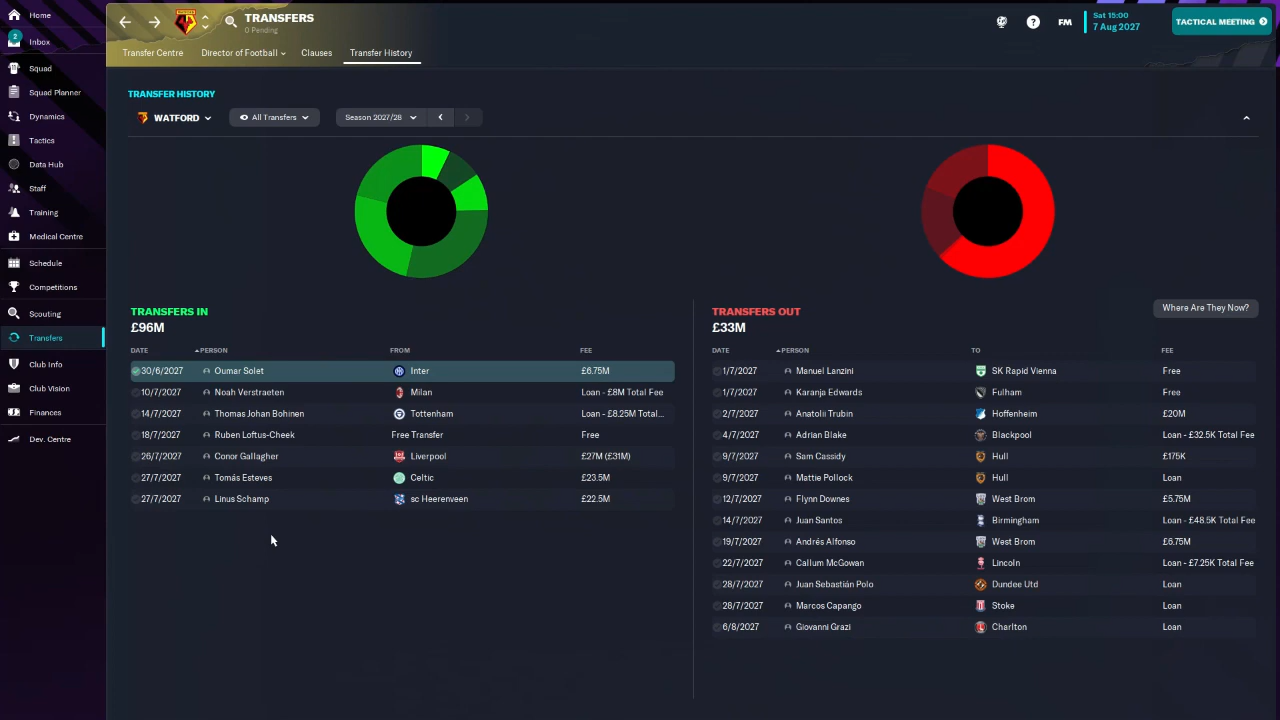 Home
TRANSFERS
0 Pending
FM
Sat 15:00
7 Aug 2027
TACTICAL MEETING
2
Inbox
Squad
Squad Planner
Dynamics
Tactics
Data Hub
Staff
Training
Medical Centre
Schedule
Competitions
Scouting
Transfers
Club Info
Club Vision
Finances
Dev. Centre
Transfer Centre Director of Football Clauses Transfer History
TRANSFER HISTORY
WATFORD All Transfers Season 2027/28
TRANSFERS IN
£96M
DATE PERSON FROM FEE
30/6/2027 Oumar Solet Inter £6.75M
10/7/2027 Noah Verstraeten Milan Loan - £8M Total Fee
14/7/2027 Thomas Johan Bohinen Tottenham Loan - £8.25M Total...
18/7/2027 Ruben Loftus-Cheek Free Transfer Free
26/7/2027 Conor Gallagher Liverpool £27M (£31M)
27/7/2027 Tomás Esteves Celtic £23.5M
27/7/2027 Linus Schamp sc Heerenveen £22.5M
TRANSFERS OUT
£33M
Where Are They Now?
DATE PERSON TO FEE
1/7/2027 Manuel Lanzini SK Rapid Vienna Free
1/7/2027 Karanja Edwards Fulham Free
2/7/2027 Anatolii Trubin Hoffenheim £20M
4/7/2027 Adrian Blake Blackpool Loan - £32.5K Total Fee
9/7/2027 Sam Cassidy Hull £175K
9/7/2027 Mattie Pollock Hull Loan
12/7/2027 Flynn Downes West Brom £5.75M
14/7/2027 Juan Santos Birmingham Loan - £48.5K Total Fee
19/7/2027 Andrés Alfonso West Brom £6.75M
22/7/2027 Callum McGowan Lincoln Loan - £7.25K Total Fee
28/7/2027 Juan Sebastián Polo Dundee Utd Loan
28/7/2027 Marcos Capango Stoke Loan
6/8/2027 Giovanni Grazi Charlton Loan